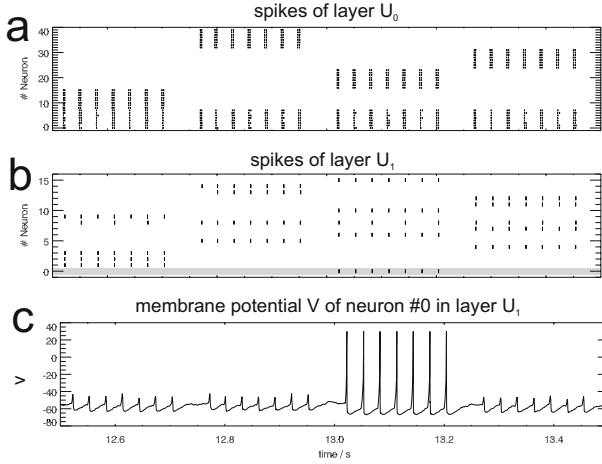 a
spikes of layer U0
40
30
20
10
0
# Neuron
b
spikes of layer U1
15
10
5
0
# Neuron
c
membrane potential V of neuron #0 in layer U1
40
20
0
-20
-40
-60
-80
V
12.6 12.8 13.0 13.2 13.4
time / s